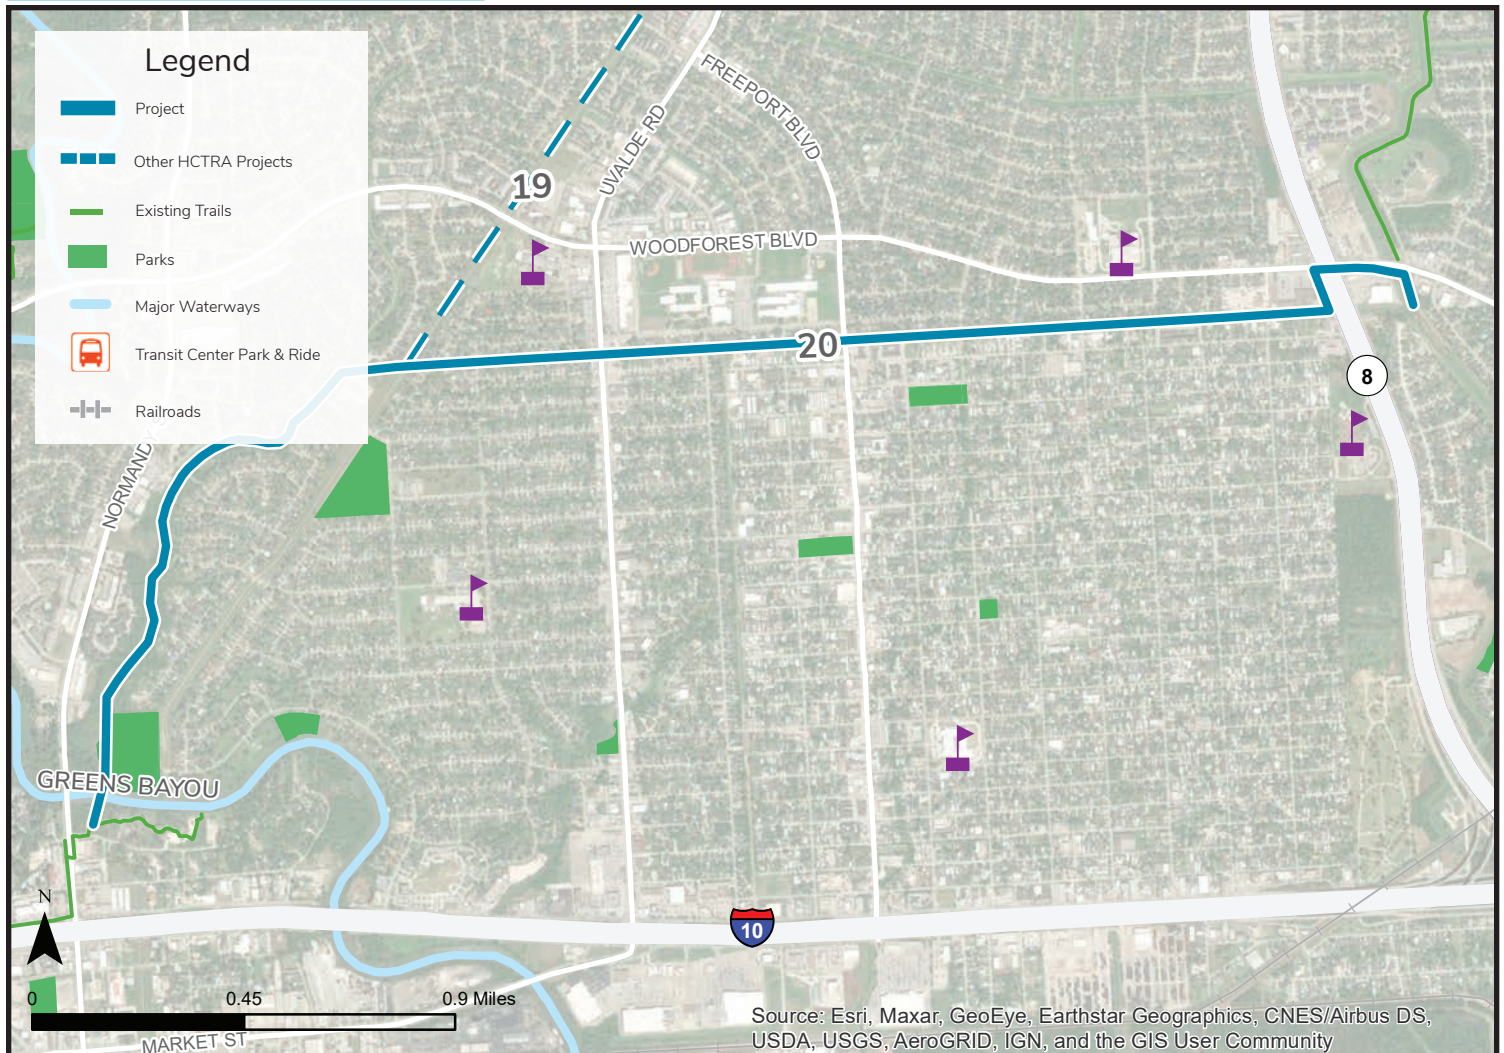 Legend
Project
Other HCTRA Projects
Existing Trails
Parks
Major Waterways
Transit Center Park & Ride
Railroads
FREEPORT BLVD
UVALDE RD
19
WOODFOREST BLVD
20
8
NORMANDY
GREENS BAYOU
N
10
0 0.45 0.9 Miles
MARKET ST
Source: Esri, Maxar, GeoEye, Earthstar Geographics, CNES/Airbus DS,
USDA, USGS, AeroGRID, IGN, and the GIS User Community